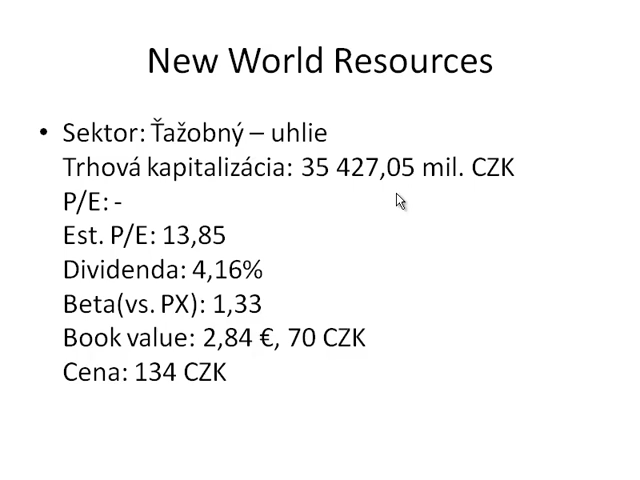 New World Resources
• Sektor: Ťažobný – uhlie
Trhová kapitalizácia: 35 427,05 mil. CZK
P/E: -
Est. P/E: 13,85
Dividenda: 4,16%
Beta(vs. PX): 1,33
Book value: 2,84 €, 70 CZK
Cena: 134 CZK